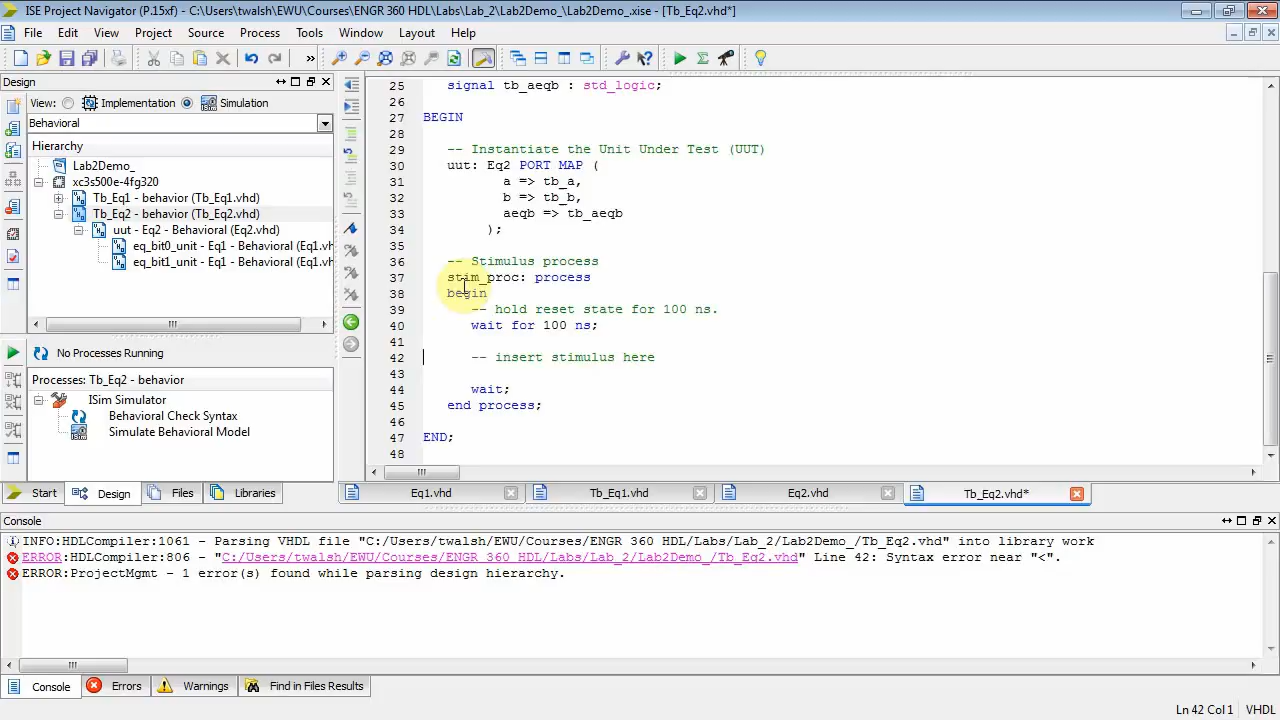 ISE Project Navigator (P.15xf) - C:\Users\twalsh\EWU\Courses\ENGR 360 HDL\Labs\Lab_2\Lab2Demo_\Lab2Demo_.xise - [Tb_Eq2.vhd*]
File Edit View Project Source Process Tools Window Layout Help
Design
View: Implementation Simulation
Behavioral
Hierarchy
Lab2Demo_
xc3s500e-4fg320
Tb_Eq1 - behavior (Tb_Eq1.vhd)
Tb_Eq2 - behavior (Tb_Eq2.vhd)
uut - Eq2 - Behavioral (Eq2.vhd)
eq_bit0_unit - Eq1 - Behavioral (Eq1.vh
eq_bit1_unit - Eq1 - Behavioral (Eq1.vh
No Processes Running
Processes: Tb_Eq2 - behavior
ISim Simulator
Behavioral Check Syntax
Simulate Behavioral Model
Start Design Files Libraries
25 signal tb_aeqb : std_logic;
26
27 BEGIN
28
29 -- Instantiate the Unit Under Test (UUT)
30 uut: Eq2 PORT MAP (
31 a => tb_a,
32 b => tb_b,
33 aeqb => tb_aeqb
34 );
35
36 -- Stimulus process
37 stim_proc: process
38 begin
39 -- hold reset state for 100 ns.
40 wait for 100 ns;
41
42 -- insert stimulus here
43
44 wait;
45 end process;
46
47 END;
48
Eq1.vhd Tb_Eq1.vhd Eq2.vhd Tb_Eq2.vhd*
Console
INFO:HDLCompiler:1061 - Parsing VHDL file "C:/Users/twalsh/EWU/Courses/ENGR 360 HDL/Labs/Lab_2/Lab2Demo_/Tb_Eq2.vhd" into library work
ERROR:HDLCompiler:806 - "C:/Users/twalsh/EWU/Courses/ENGR 360 HDL/Labs/Lab_2/Lab2Demo_/Tb_Eq2.vhd" Line 42: Syntax error near "<".
ERROR:ProjectMgmt - 1 error(s) found while parsing design hierarchy.
Console Errors Warnings Find in Files Results
Ln 42 Col 1 VHDL